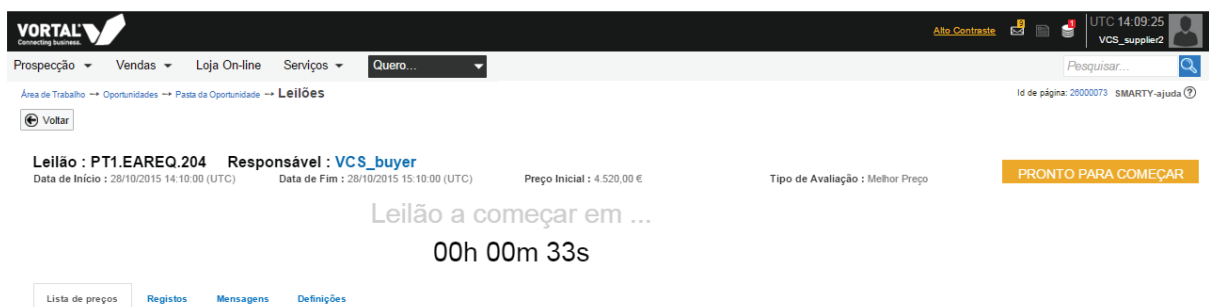 VORTAL
Connecting business.
Alto Contraste
2
1
UTC 14:09:25
VCS_supplier2
Prospecção Vendas Loja On-line Serviços Quero... Pesquisar...
Área de Trabalho → Oportunidades → Pasta da Oportunidade → Leilões Id de página: 26000073 SMARTY-ajuda ?
Voltar
Leilão : PT1.EAREQ.204 Responsável : VCS_buyer
Data de Início : 28/10/2015 14:10:00 (UTC) Data de Fim : 28/10/2015 15:10:00 (UTC) Preço Inicial : 4.520,00 € Tipo de Avaliação : Melhor Preço PRONTO PARA COMEÇAR
Leilão a começar em ...
00h 00m 33s
Lista de preços Registos Mensagens Definições